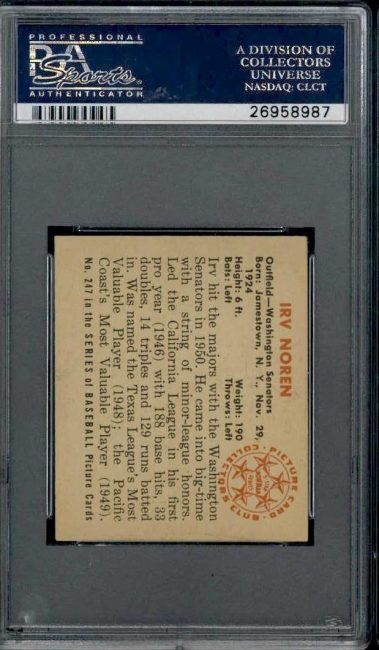 PROFESSIONAL
PSA
Sports
AUTHENTICATOR
A DIVISION OF
COLLECTORS
UNIVERSE
NASDAQ: CLCT
26958987
IRV NOREN
Outfield—Washington Senators
Born: Jamestown, N. Y., Nov. 29,
1924
Height: 6 ft. Weight: 190
Bats: Left Throws: Left
Irv hit the majors with the Washington
Senators in 1950. He came into big-time
with a string of minor-league honors.
Led the California League in his first
pro year (1946) with 188 base hits, 33
doubles, 14 triples and 129 runs batted
in. Was named the Texas League's Most
Valuable Player (1948); the Pacific
Coast's Most Valuable Player (1949).
No. 247 in the SERIES of BASEBALL Picture Cards
PICTURE CARD
COLLECTORS CLUB